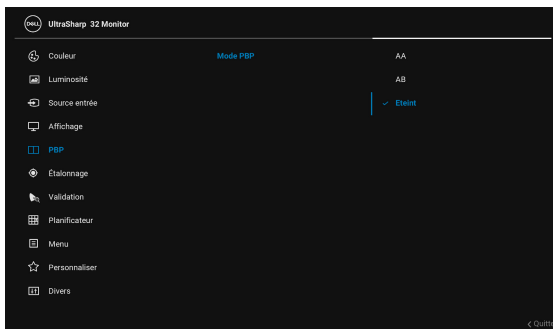 DELL UltraSharp 32 Monitor
Couleur Mode PBP AA
Luminosité AB
Source entrée Eteint
Affichage
PBP
Étalonnage
Validation
Planificateur
Menu
Personnaliser
Divers